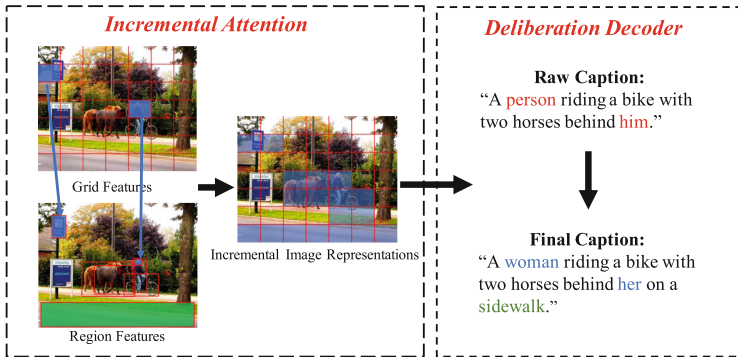 Incremental Attention
Grid Features
Region Features
Incremental Image Representations
Deliberation Decoder
Raw Caption:
“A person riding a bike with
two horses behind him.”
Final Caption:
“A woman riding a bike with
two horses behind her on a
sidewalk.”